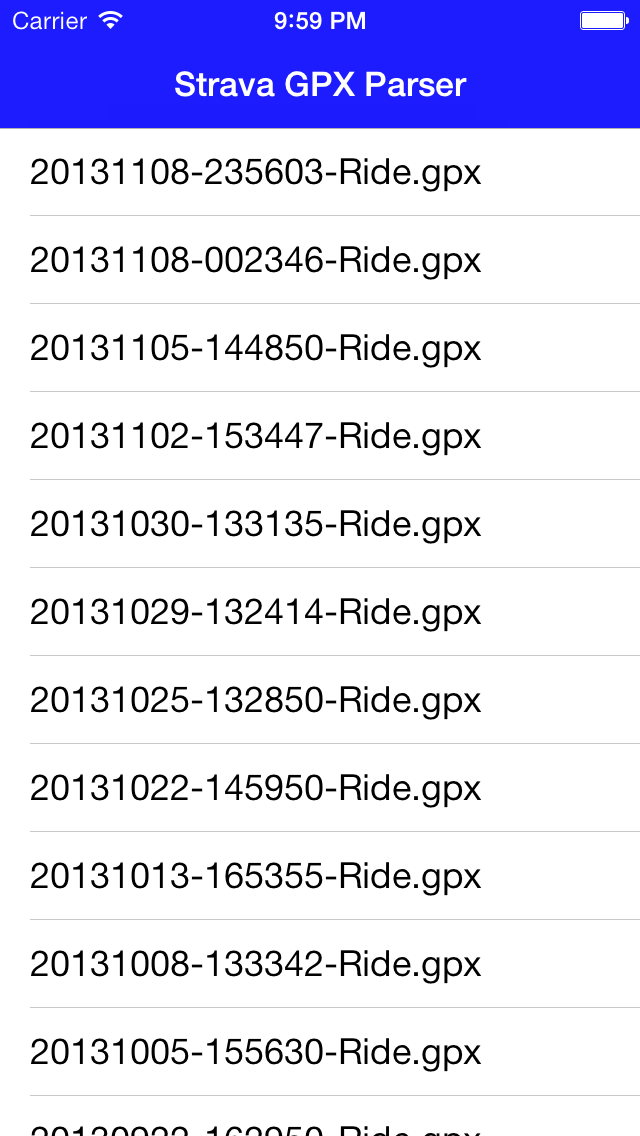 Carrier 9:59 PM
Strava GPX Parser
20131108-235603-Ride.gpx
20131108-002346-Ride.gpx
20131105-144850-Ride.gpx
20131102-153447-Ride.gpx
20131030-133135-Ride.gpx
20131029-132414-Ride.gpx
20131025-132850-Ride.gpx
20131022-145950-Ride.gpx
20131013-165355-Ride.gpx
20131008-133342-Ride.gpx
20131005-155630-Ride.gpx